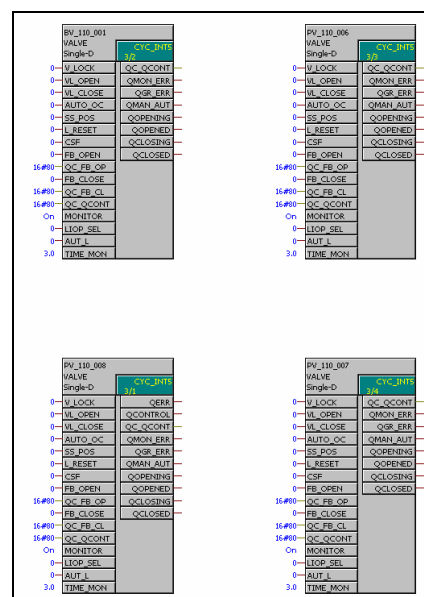 BV_110_001
VALVE
Single-D
CYC_INT5
3/2
0 V_LOCK QC_QCONT
0 VL_OPEN QMON_ERR
0 VL_CLOSE QGR_ERR
0 AUTO_OC QMAN_AUT
0 SS_POS QOPENING
0 L_RESET QOPENED
0 CSF QCLOSING
0 FB_OPEN QCLOSED
16#80 QC_FB_OP
0 FB_CLOSE
16#80 QC_FB_CL
16#80 QC_QCONT
On MONITOR
0 LIOP_SEL
0 AUT_L
3.0 TIME_MON
PV_110_006
VALVE
Single-D
CYC_INT5
3/3
0 V_LOCK QC_QCONT
0 VL_OPEN QMON_ERR
0 VL_CLOSE QGR_ERR
0 AUTO_OC QMAN_AUT
0 SS_POS QOPENING
0 L_RESET QOPENED
0 CSF QCLOSING
0 FB_OPEN QCLOSED
16#80 QC_FB_OP
0 FB_CLOSE
16#80 QC_FB_CL
16#80 QC_QCONT
On MONITOR
0 LIOP_SEL
0 AUT_L
3.0 TIME_MON
PV_110_008
VALVE
Single-D
CYC_INT5
3/1
0 V_LOCK QERR
0 VL_OPEN QCONTROL
0 VL_CLOSE QC_QCONT
0 AUTO_OC QMON_ERR
0 SS_POS QGR_ERR
0 L_RESET QMAN_AUT
0 CSF QOPENING
0 FB_OPEN QOPENED
16#80 QC_FB_OP QCLOSING
0 FB_CLOSE QCLOSED
16#80 QC_FB_CL
16#80 QC_QCONT
On MONITOR
0 LIOP_SEL
0 AUT_L
3.0 TIME_MON
PV_110_007
VALVE
Single-D
CYC_INT5
3/4
0 V_LOCK QC_QCONT
0 VL_OPEN QMON_ERR
0 VL_CLOSE QGR_ERR
0 AUTO_OC QMAN_AUT
0 SS_POS QOPENING
0 L_RESET QOPENED
0 CSF QCLOSING
0 FB_OPEN QCLOSED
16#80 QC_FB_OP
0 FB_CLOSE
16#80 QC_FB_CL
16#80 QC_QCONT
On MONITOR
0 LIOP_SEL
0 AUT_L
3.0 TIME_MON